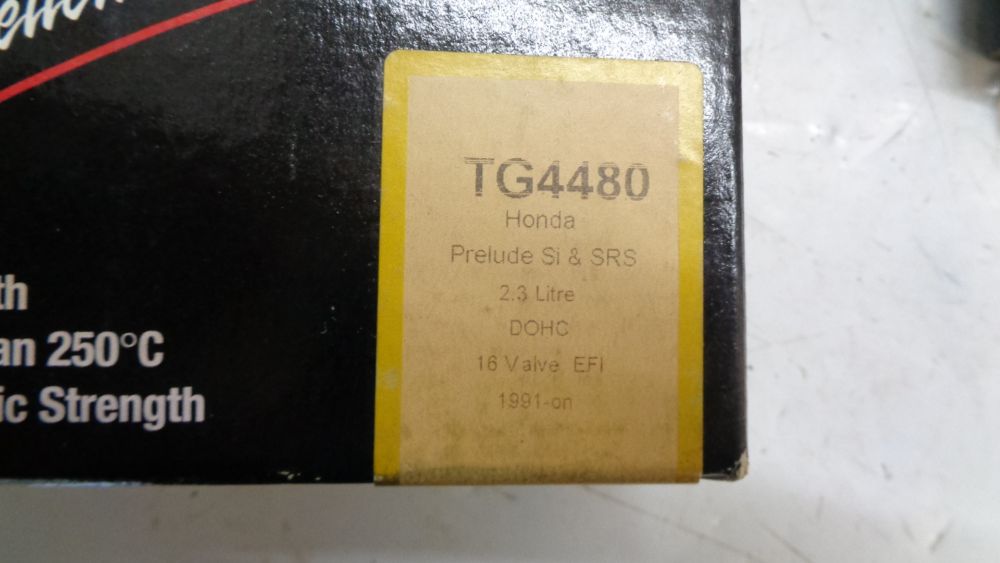 TG4480
Honda
Prelude Si & SRS
2.3 Litre
DOHC
16 Valve EFI
1991-on
th
an 250°C
ic Strength